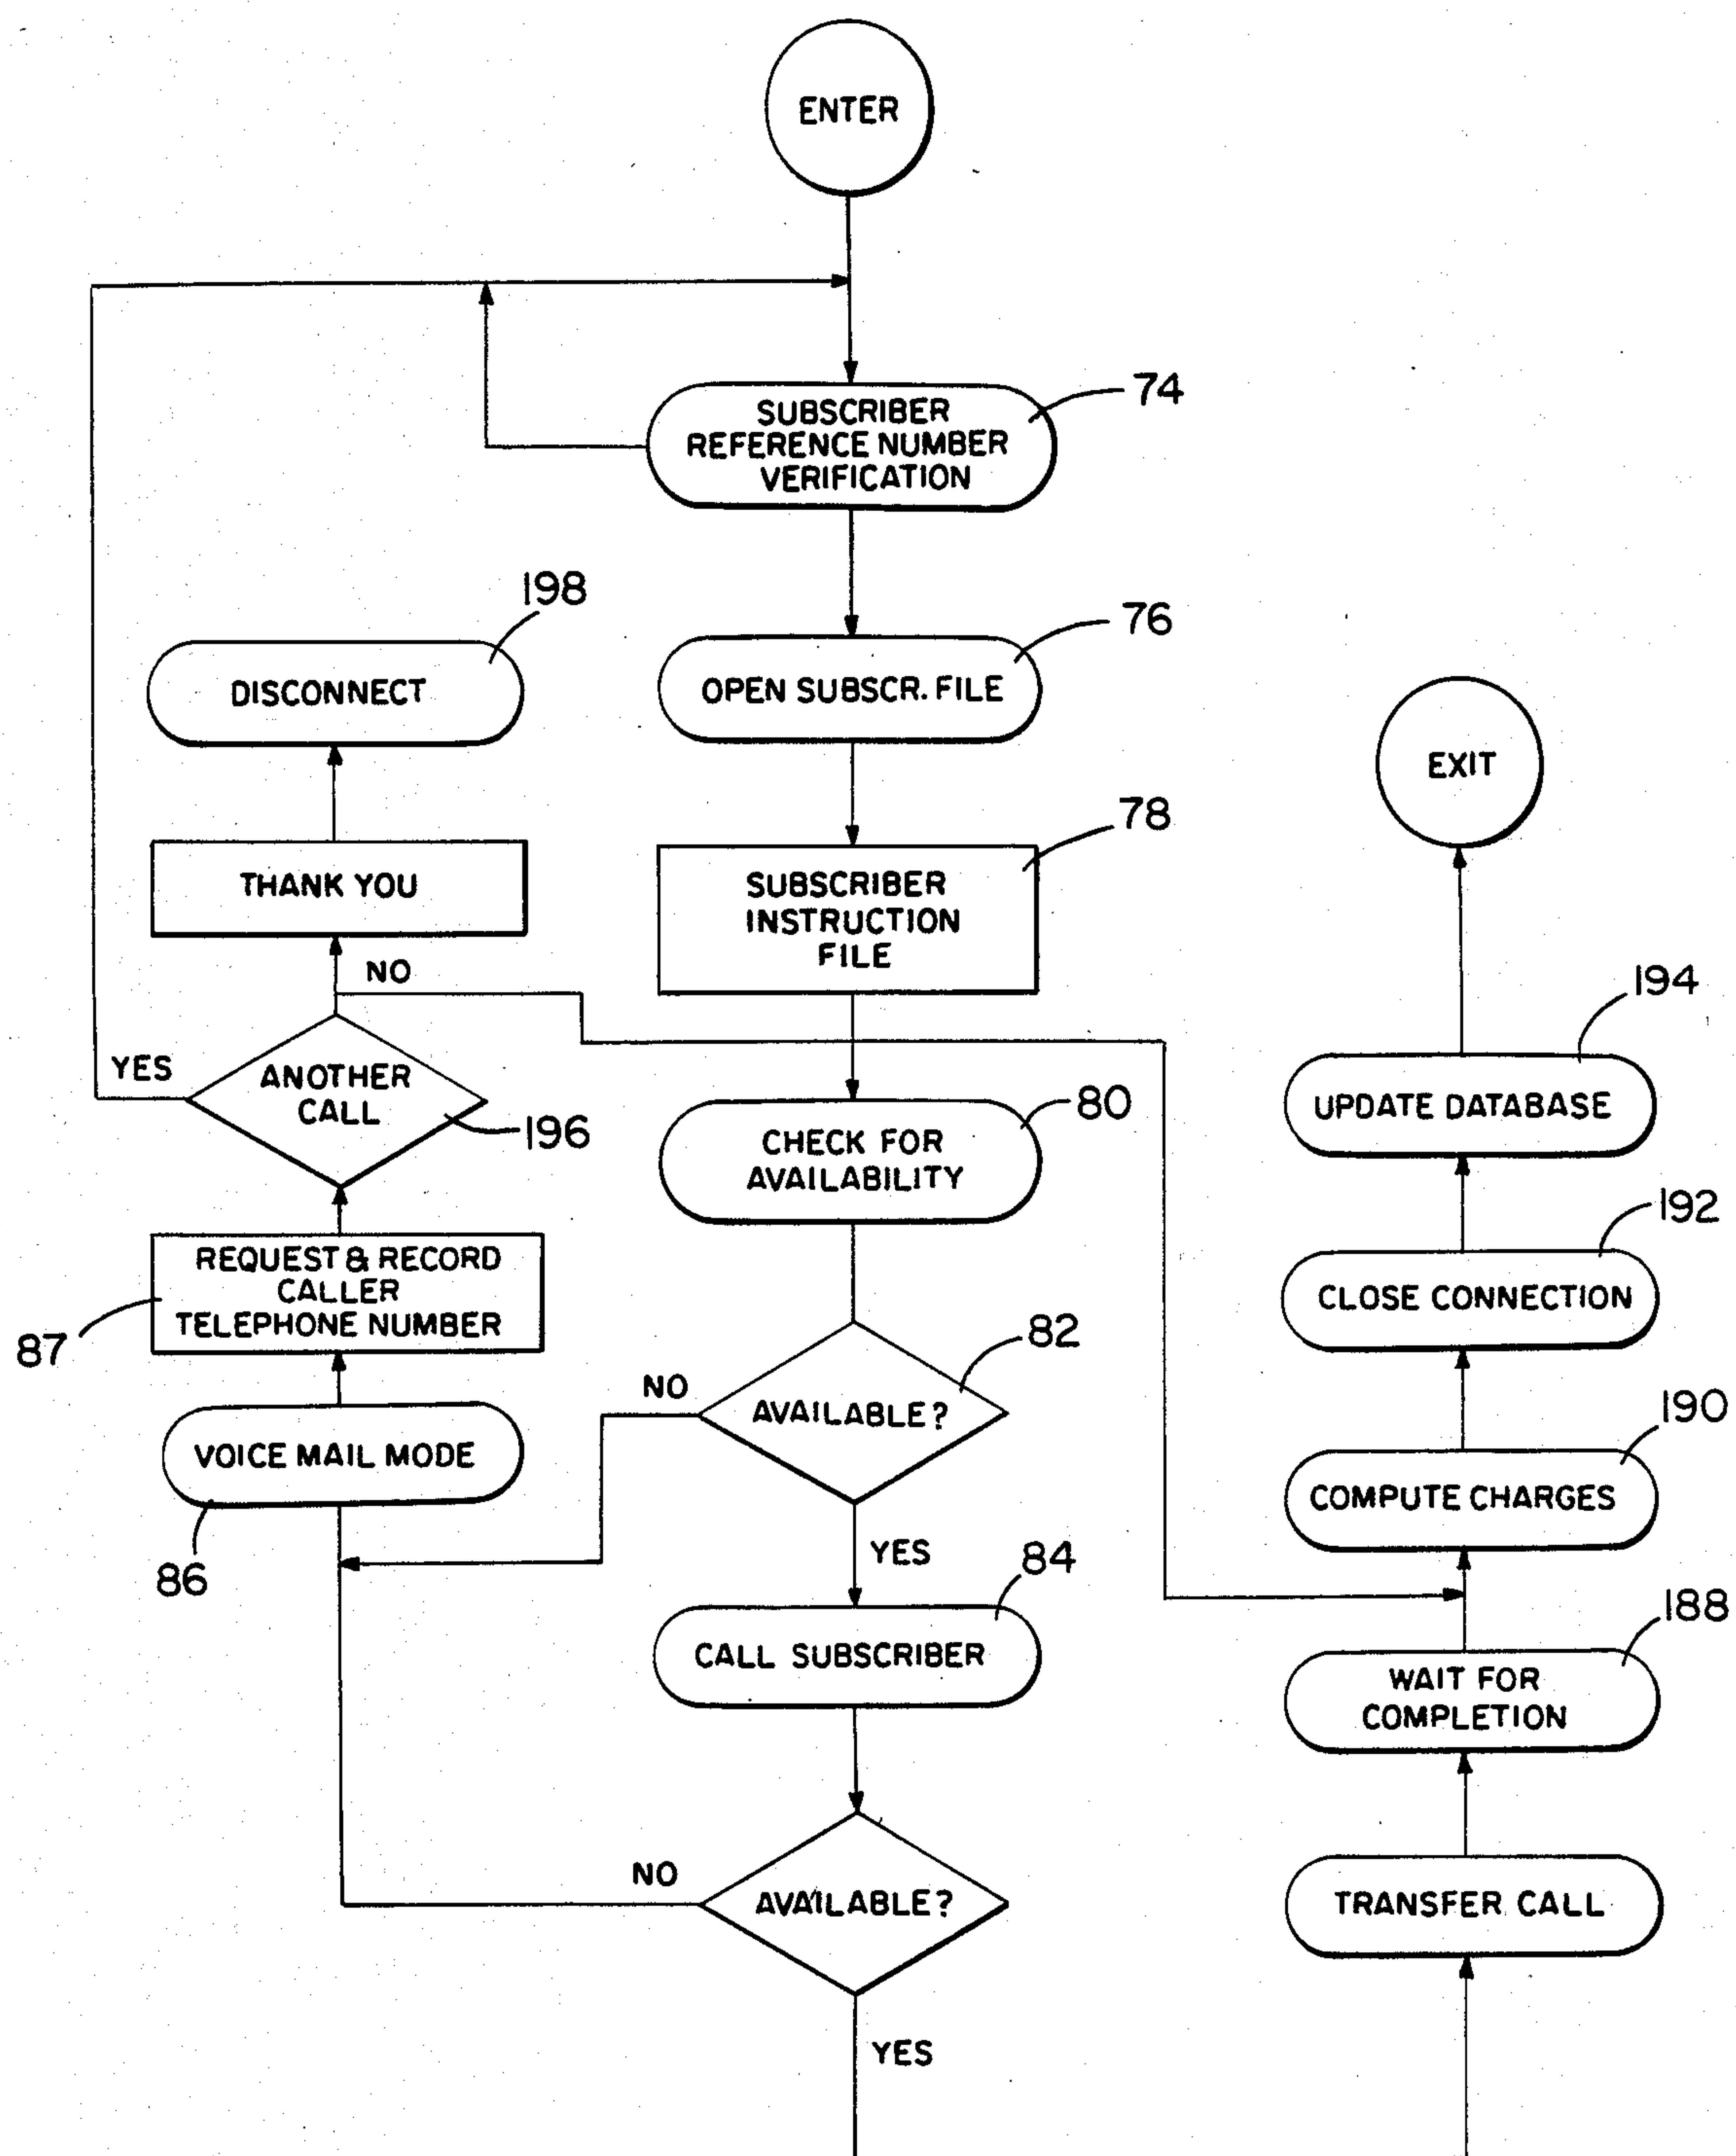 ENTER
74
SUBSCRIBER
REFERENCE NUMBER
VERIFICATION
198
76
DISCONNECT
OPEN SUBSCR. FILE
EXIT
78
THANK YOU
SUBSCRIBER
INSTRUCTION
FILE
NO
194
YES
ANOTHER
CALL
196
80
UPDATE DATABASE
CHECK FOR
AVAILABILITY
192
REQUEST & RECORD
CALLER
TELEPHONE NUMBER
87
CLOSE CONNECTION
82
NO
AVAILABLE?
190
VOICE MAIL MODE
86
COMPUTE CHARGES
YES
84
188
CALL SUBSCRIBER
WAIT FOR
COMPLETION
NO
AVAILABLE?
TRANSFER CALL
YES